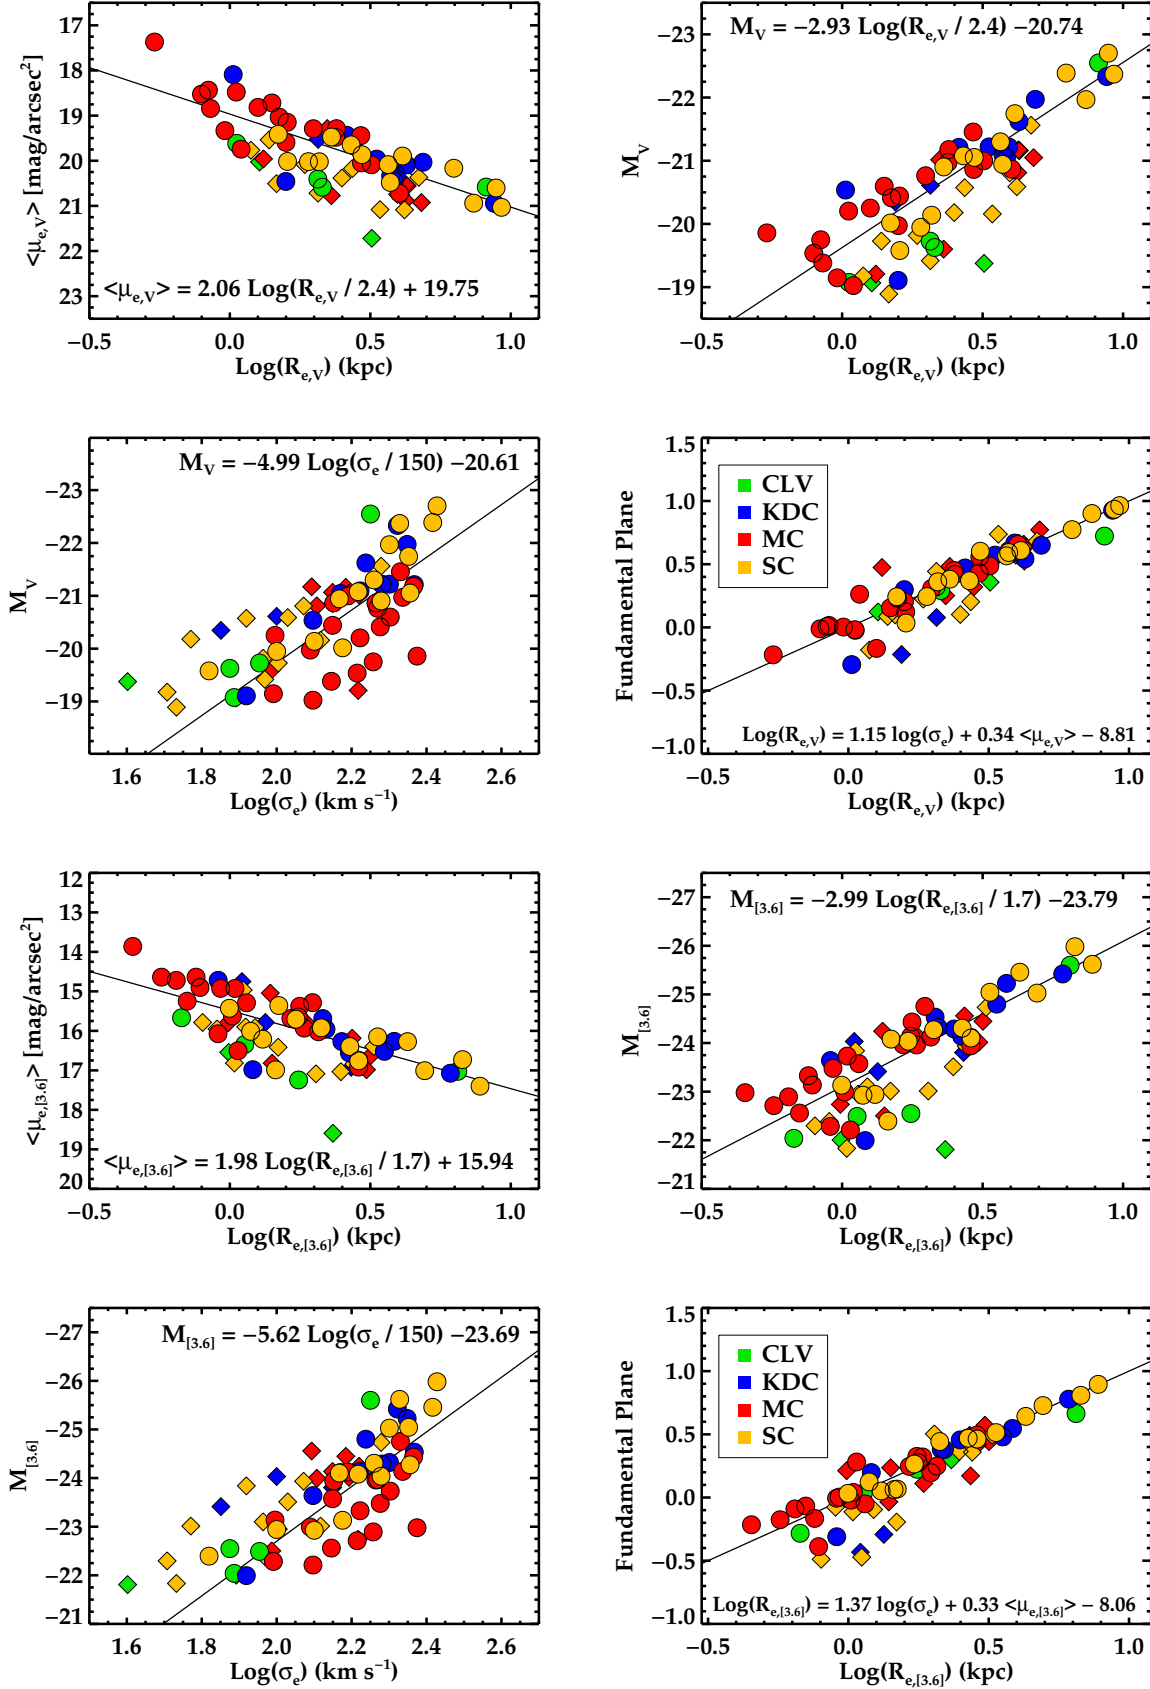 17
18
19
20
21
22
23
<μe,V> [mag/arcsec²]
<μe,V> = 2.06 Log(Re,V / 2.4) + 19.75
−0.5 0.0 0.5 1.0
Log(Re,V) (kpc)
-23
-22
-21
-20
-19
MV
MV = −2.93 Log(Re,V / 2.4) −20.74
−0.5 0.0 0.5 1.0
Log(Re,V) (kpc)
-23
-22
-21
-20
-19
MV
MV = −4.99 Log(σe / 150) −20.61
1.6 1.8 2.0 2.2 2.4 2.6
Log(σe) (km s⁻¹)
1.5
1.0
0.5
0.0
−0.5
−1.0
Fundamental Plane
CLV
KDC
MC
SC
Log(Re,V) = 1.15 log(σe) + 0.34 <μe,V> − 8.81
−0.5 0.0 0.5 1.0
Log(Re,V) (kpc)
12
13
14
15
16
17
18
19
20
<μe,[3.6]> [mag/arcsec²]
<μe,[3.6]> = 1.98 Log(Re,[3.6] / 1.7) + 15.94
−0.5 0.0 0.5 1.0
Log(Re,[3.6]) (kpc)
-27
-26
-25
-24
-23
-22
-21
M[3.6]
M[3.6] = −2.99 Log(Re,[3.6] / 1.7) −23.79
−0.5 0.0 0.5 1.0
Log(Re,[3.6]) (kpc)
-27
-26
-25
-24
-23
-22
-21
M[3.6]
M[3.6] = −5.62 Log(σe / 150) −23.69
1.6 1.8 2.0 2.2 2.4 2.6
Log(σe) (km s⁻¹)
1.5
1.0
0.5
0.0
−0.5
−1.0
Fundamental Plane
CLV
KDC
MC
SC
Log(Re,[3.6]) = 1.37 log(σe) + 0.33 <μe,[3.6]> − 8.06
−0.5 0.0 0.5 1.0
Log(Re,[3.6]) (kpc)